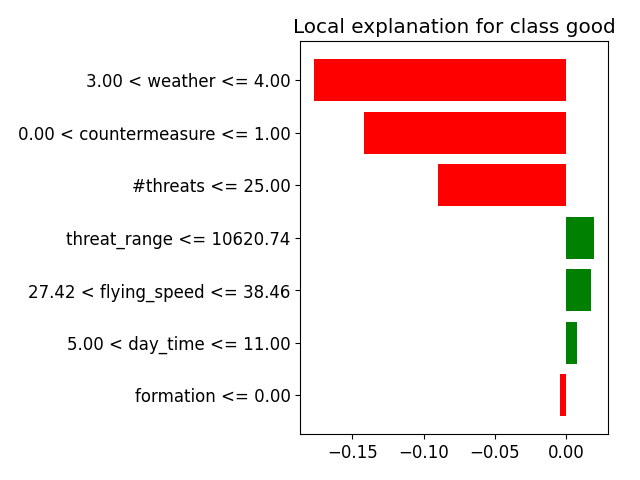 Local explanation for class good
3.00 < weather <= 4.00
0.00 < countermeasure <= 1.00
#threats <= 25.00
threat_range <= 10620.74
27.42 < flying_speed <= 38.46
5.00 < day_time <= 11.00
formation <= 0.00
−0.15 −0.10 −0.05 0.00